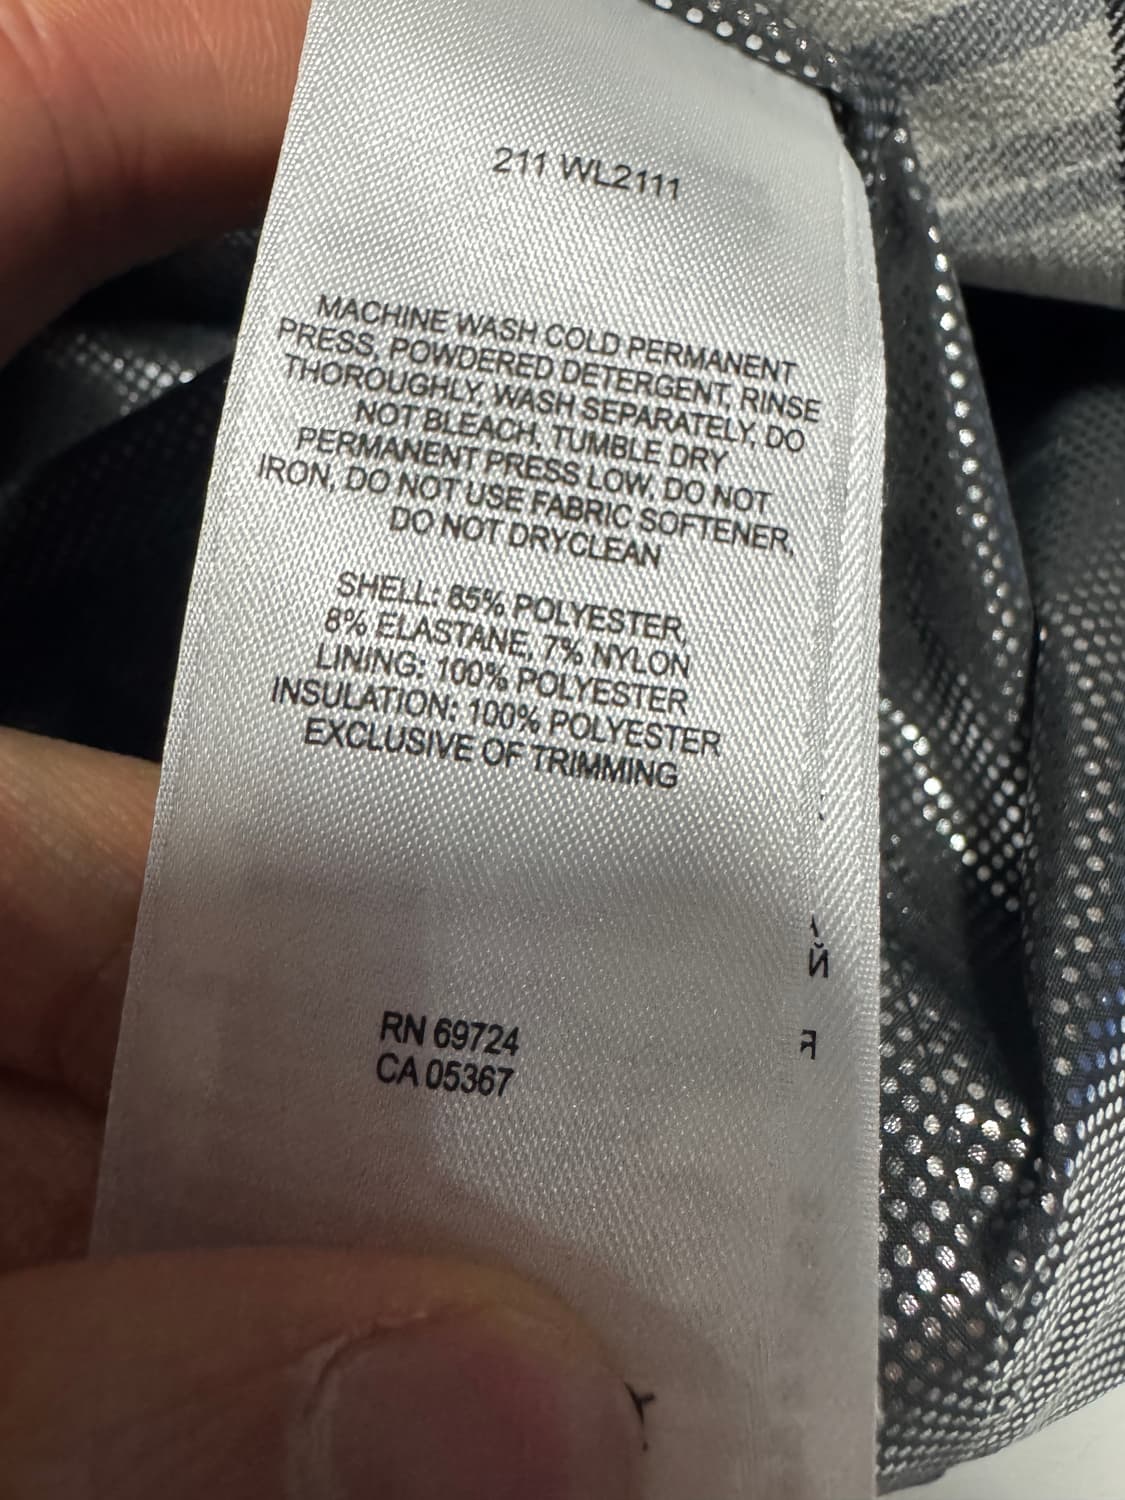 211 WL2111
MACHINE WASH COLD PERMANENT
PRESS, POWDERED DETERGENT, RINSE
THOROUGHLY, WASH SEPARATELY, DO
NOT BLEACH, TUMBLE DRY
PERMANENT PRESS LOW, DO NOT
IRON, DO NOT USE FABRIC SOFTENER,
DO NOT DRYCLEAN
SHELL: 85% POLYESTER,
8% ELASTANE, 7% NYLON
LINING: 100% POLYESTER
INSULATION: 100% POLYESTER
EXCLUSIVE OF TRIMMING
RN 69724
CA 05367